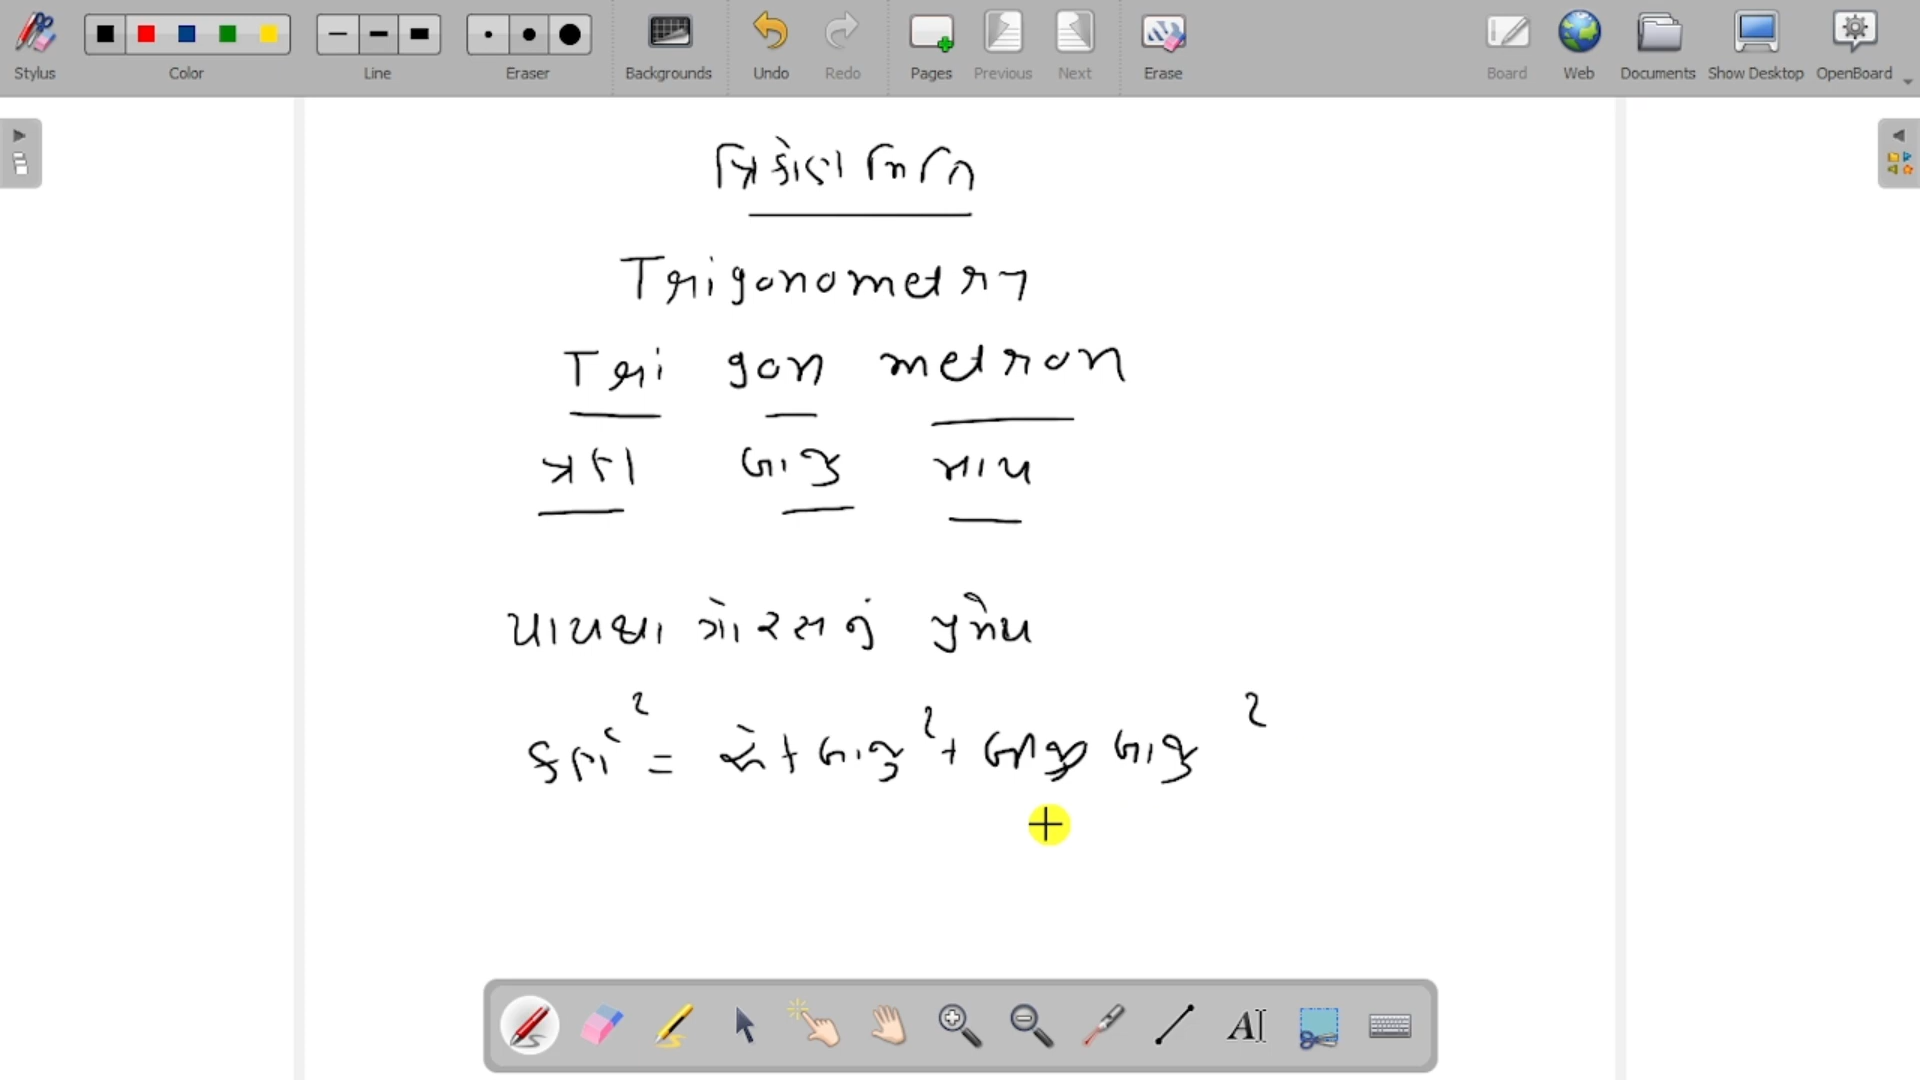 Stylus Color Line Eraser Backgrounds Undo Redo Pages Previous Next Erase Board Web Documents Show Desktop OpenBoard
ત્રિકોણમિતિ
Trigonometry
Tri gon metron
ત્રણ બાજુ માપ
પાયથાગોરસનું પ્રમેય
કર્ણ² = બાજુ² + બાજુ²